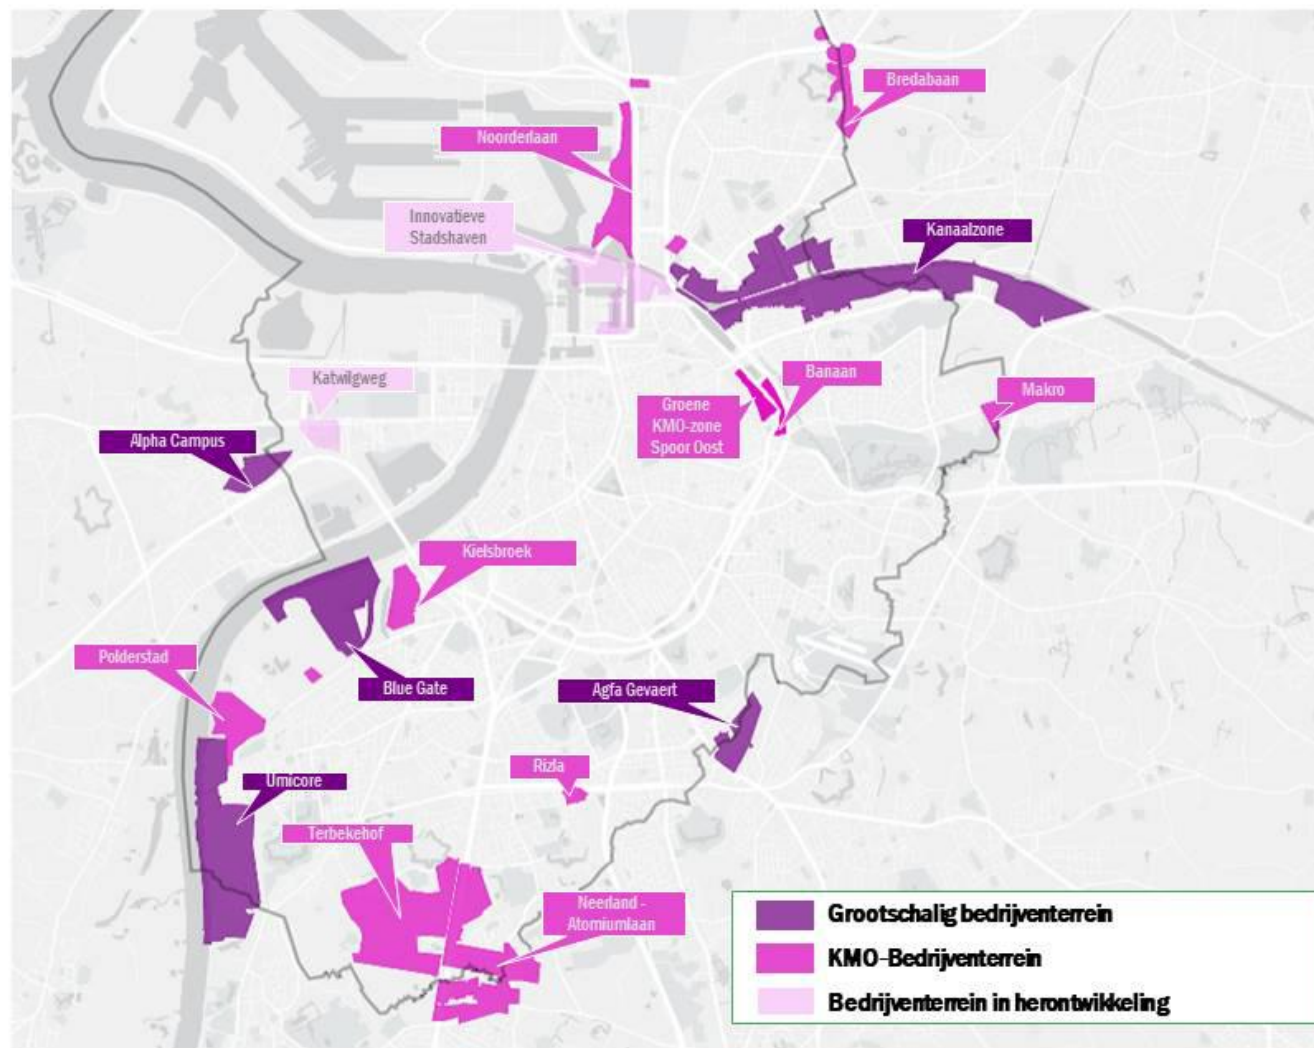 Bredabaan
Noorderlaan
Innovatieve
Stadshaven
Kanaalzone
Katwilgweg
Banaan
Groene
KMO-zone
Spoor Oost
Makro
Alpha Campus
Kielsbroek
Polderstad
Blue Gate
Agfa Gevaert
Rizla
Umicore
Terbekehof
Neerland -
Atomiumlaan
Grootschalig bedrijventerrein
KMO-Bedrijventerrein
Bedrijventerrein in herontwikkeling